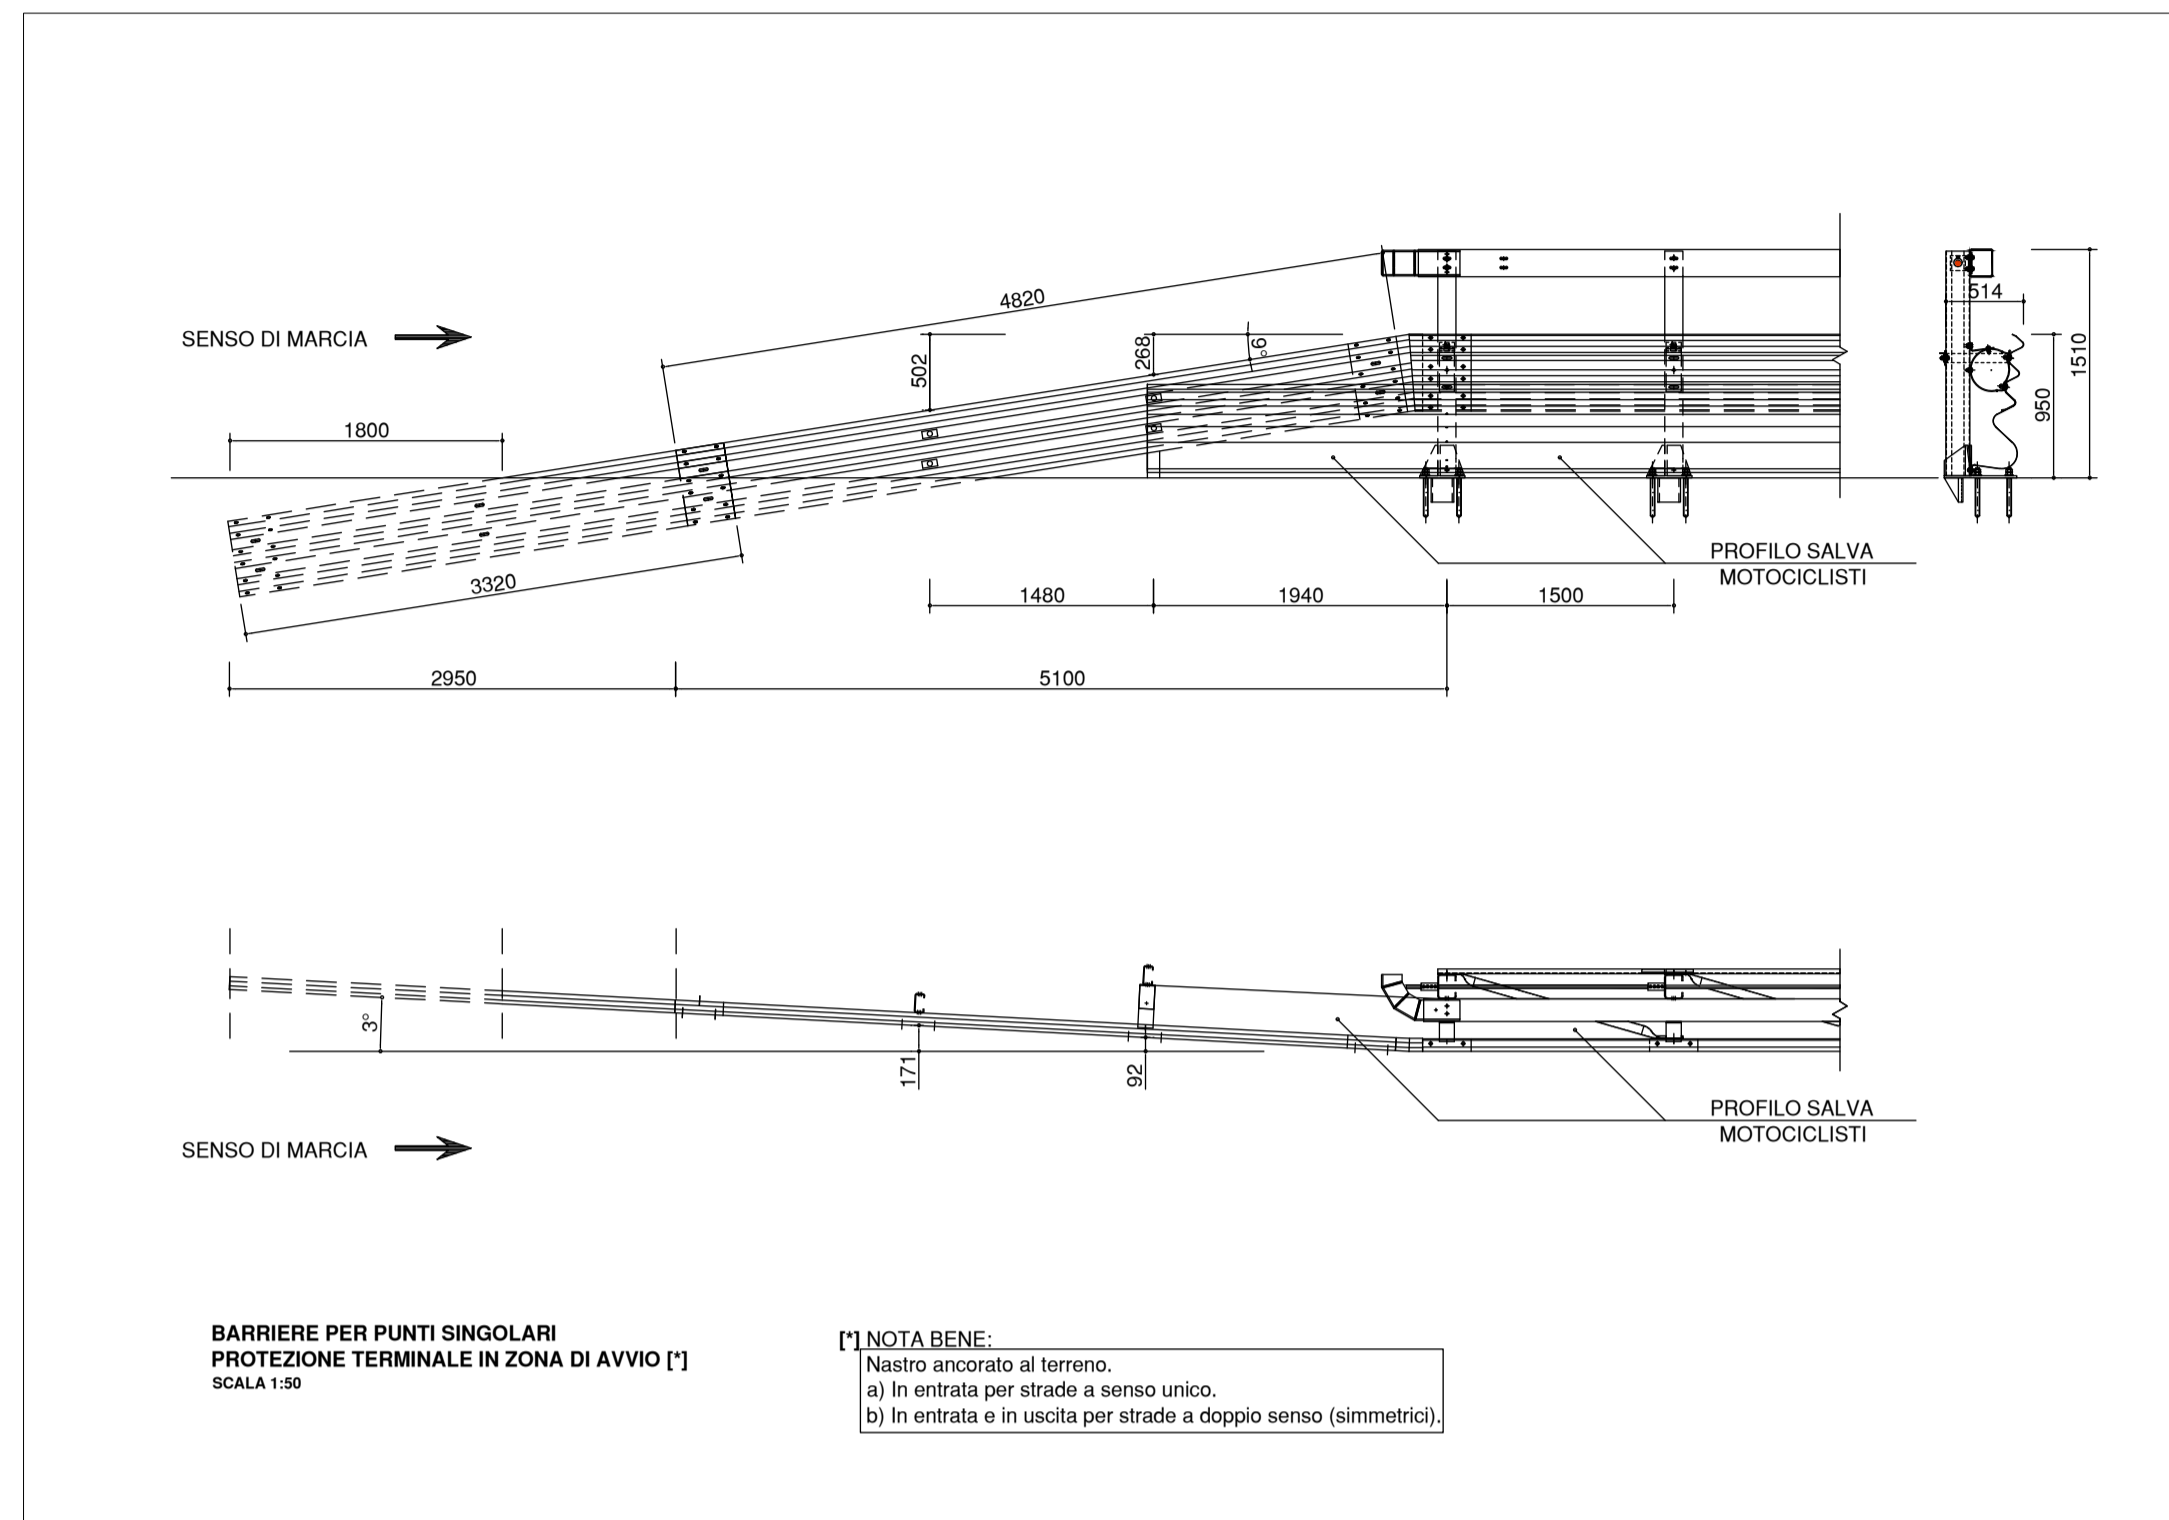 4820
SENSO DI MARCIA
514
502
268
9°
1510
950
1800
3320
PROFILO SALVA
MOTOCICLISTI
1480
1940
1500
2950
5100
3°
171
92
PROFILO SALVA
MOTOCICLISTI
SENSO DI MARCIA
BARRIERE PER PUNTI SINGOLARI
PROTEZIONE TERMINALE IN ZONA DI AVVIO [*]
SCALA 1:50
[*] NOTA BENE:
Nastro ancorato al terreno.
a) In entrata per strade a senso unico.
b) In entrata e in uscita per strade a doppio senso (simmetrici).